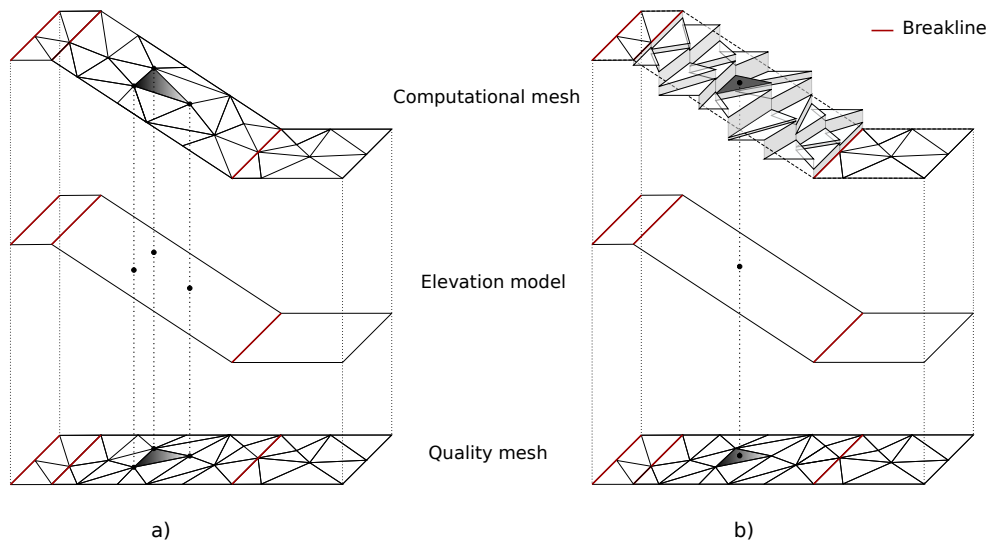 Breakline
Computational mesh
Elevation model
Quality mesh
a)
b)